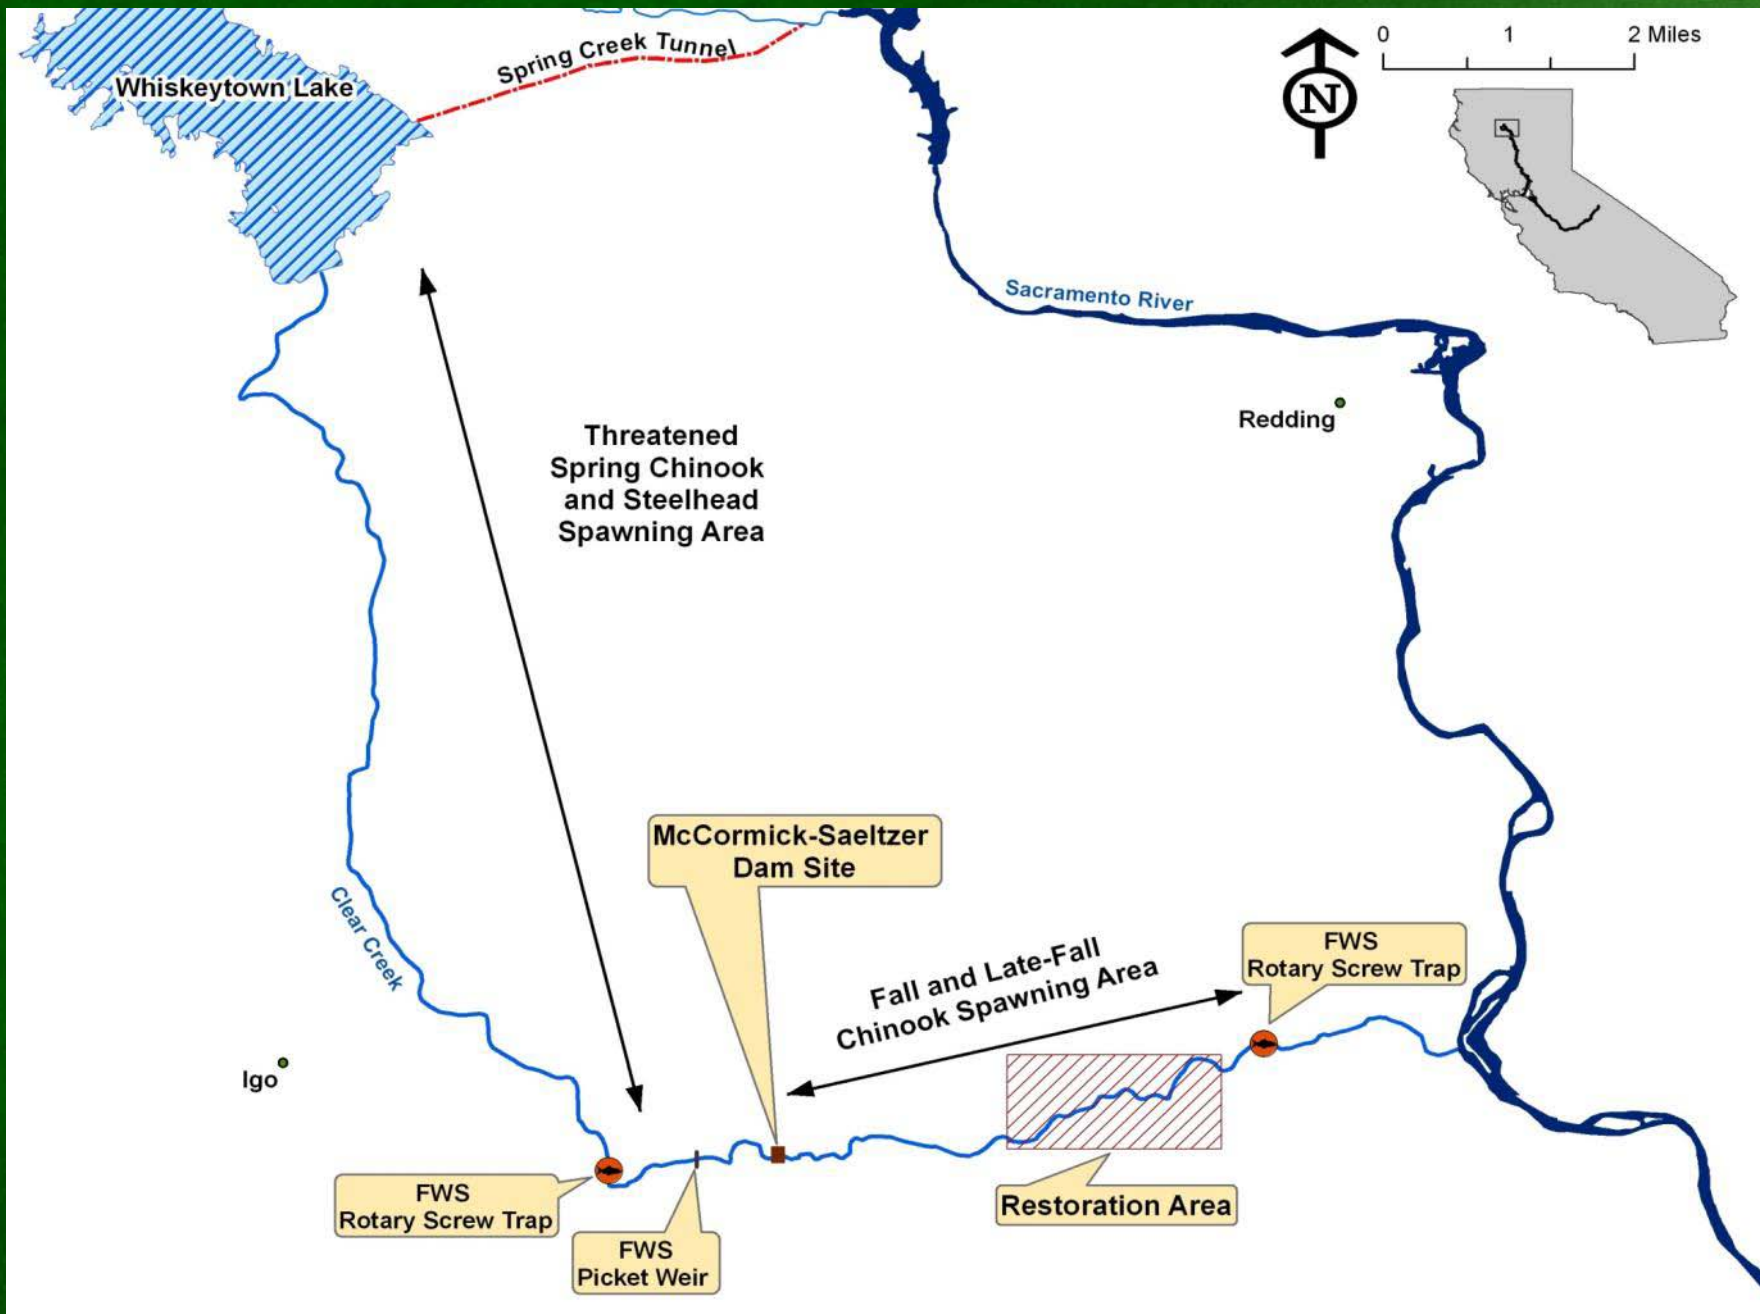 Spring Creek Tunnel
Whiskeytown Lake
0 1 2 Miles
N
Sacramento River
Redding
Threatened
Spring Chinook
and Steelhead
Spawning Area
McCormick-Saeltzer
Dam Site
Clear Creek
Fall and Late-Fall
Chinook Spawning Area
FWS
Rotary Screw Trap
Igo
FWS
Rotary Screw Trap
FWS
Picket Weir
Restoration Area